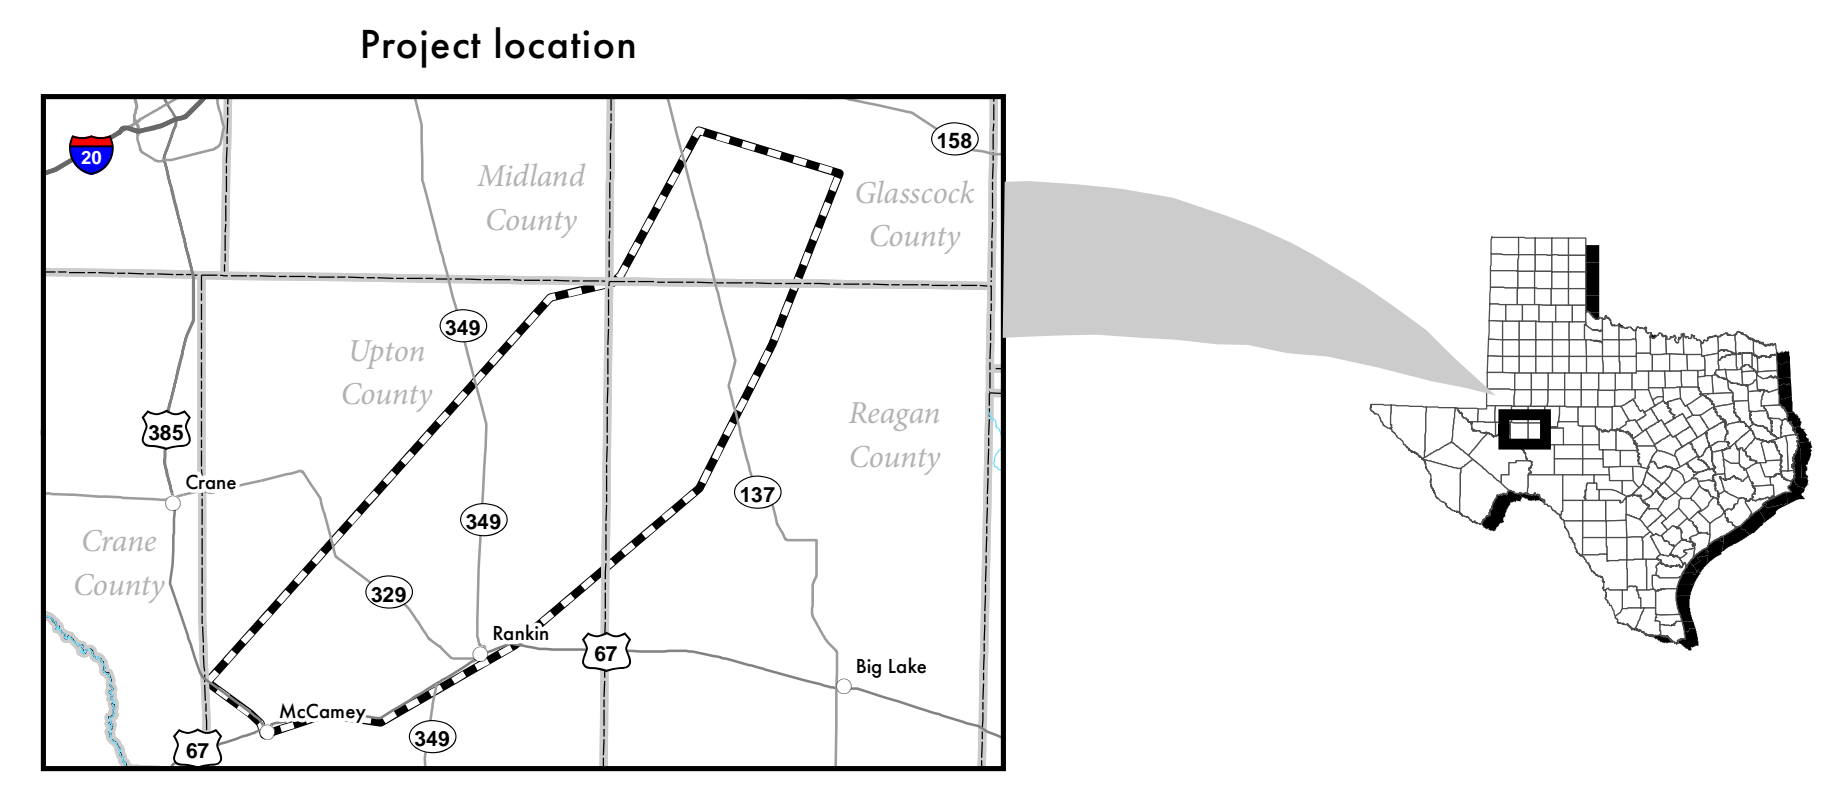 Project location
20
158
Midland
County
Glasscock
County
349
Upton
County
385
Reagan
County
Crane
137
349
Crane
County
329
Rankin
67
Big Lake
McCamey
349
67